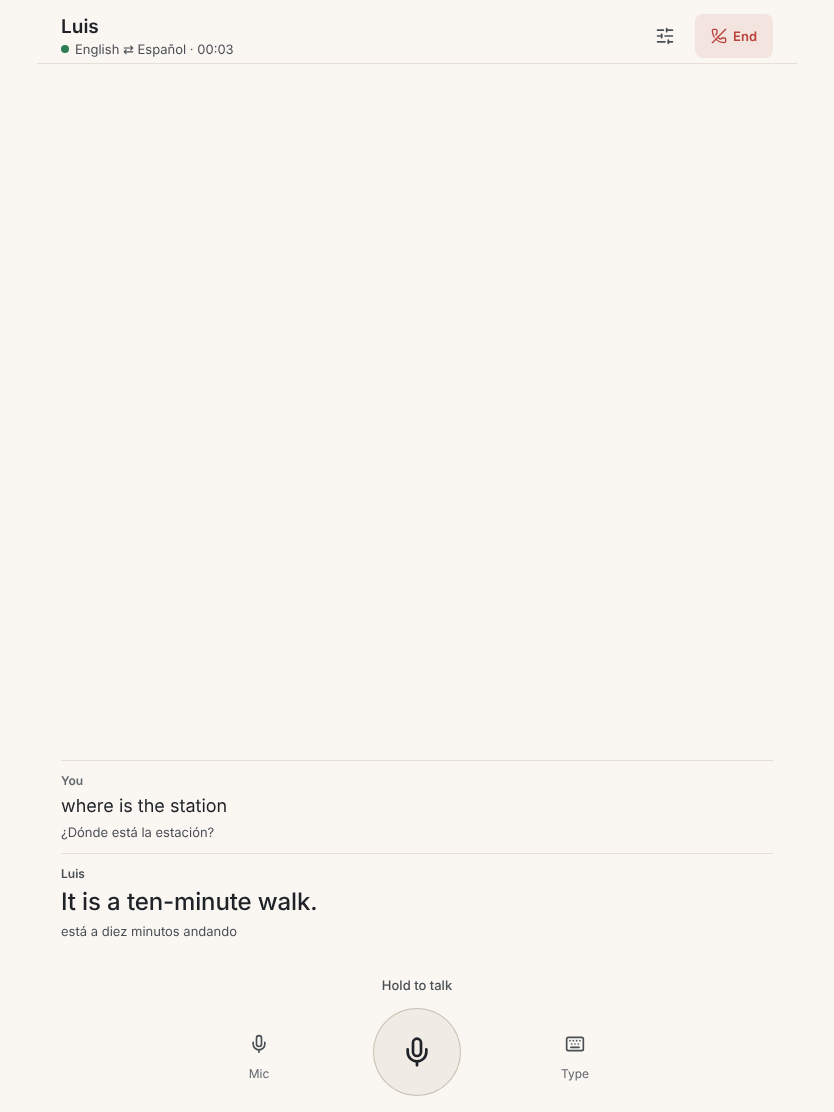 Luis
English ⇄ Español · 00:03
End
You
where is the station
¿Dónde está la estación?
Luis
It is a ten-minute walk.
está a diez minutos andando
Hold to talk
Mic
Type